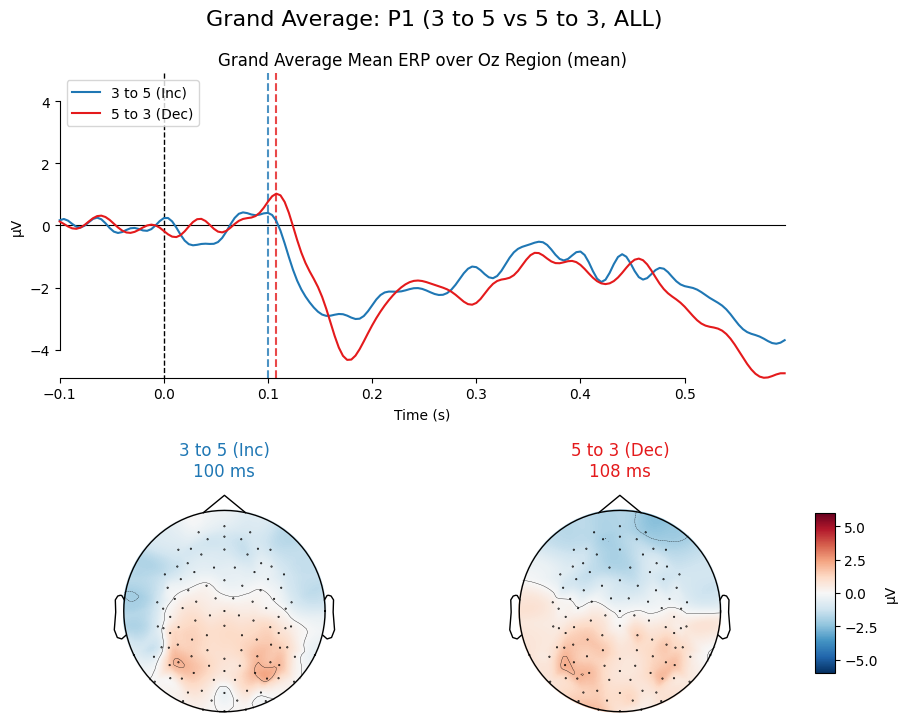 Grand Average: P1 (3 to 5 vs 5 to 3, ALL)
Grand Average Mean ERP over Oz Region (mean)
3 to 5 (Inc)
5 to 3 (Dec)
4
2
0
−2
−4
µV
−0.1
0.0
0.1
0.2
0.3
0.4
0.5
Time (s)
3 to 5 (Inc)
100 ms
5 to 3 (Dec)
108 ms
5.0
2.5
0.0
−2.5
−5.0
µV